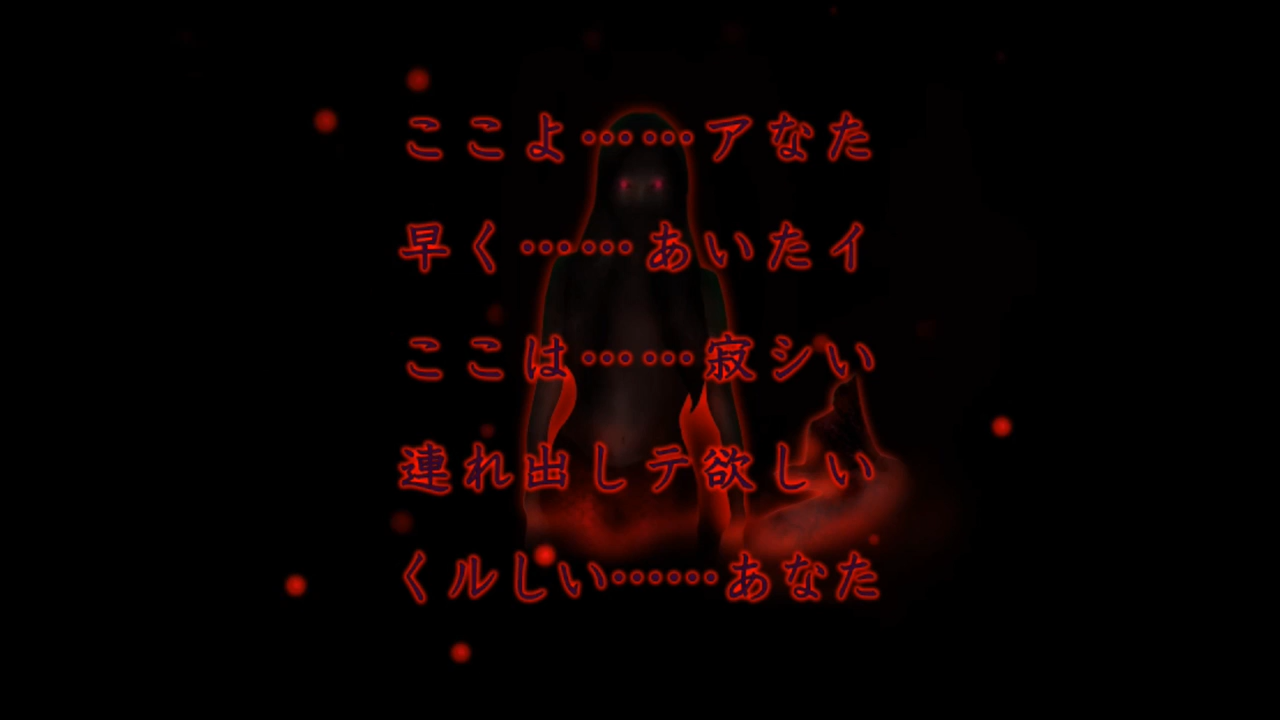 ここよ……アなた
早く……あいたイ
ここは……寂シい
連れ出しテ欲しい
くルしい……あなた